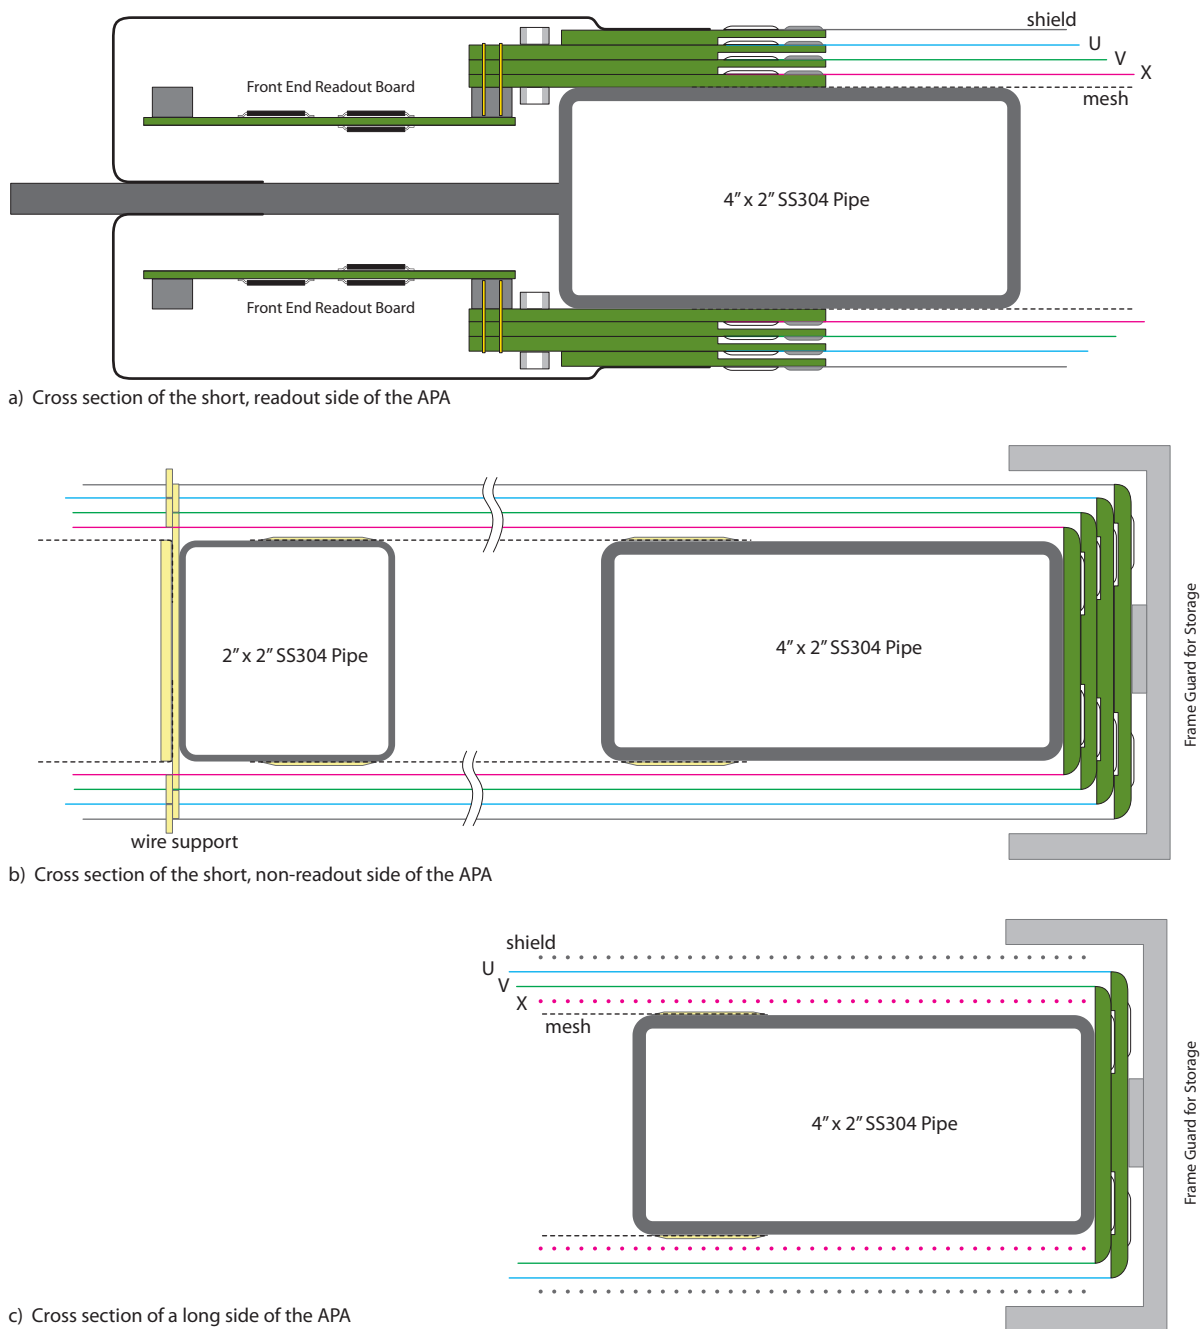 shield
U
V
X
mesh
Front End Readout Board
4” x 2” SS304 Pipe
Front End Readout Board
a) Cross section of the short, readout side of the APA
2” x 2” SS304 Pipe
4” x 2” SS304 Pipe
Frame Guard for Storage
wire support
b) Cross section of the short, non-readout side of the APA
shield
U
V
X
mesh
4” x 2” SS304 Pipe
Frame Guard for Storage
c) Cross section of a long side of the APA